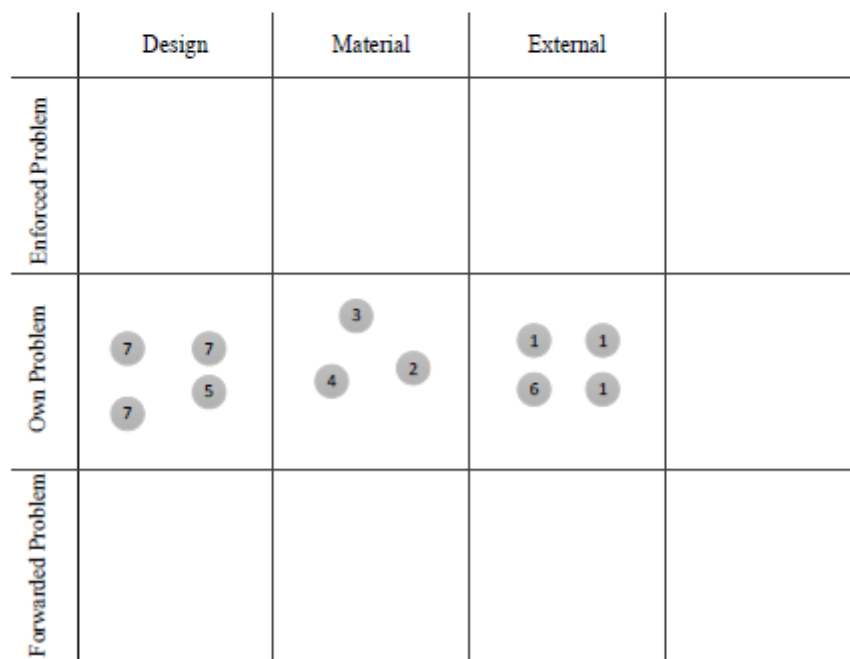 Design Material External
Enforced Problem
Own Problem
3
7 7 1 1
2
4
5 6 1
7
Forwarded Problem